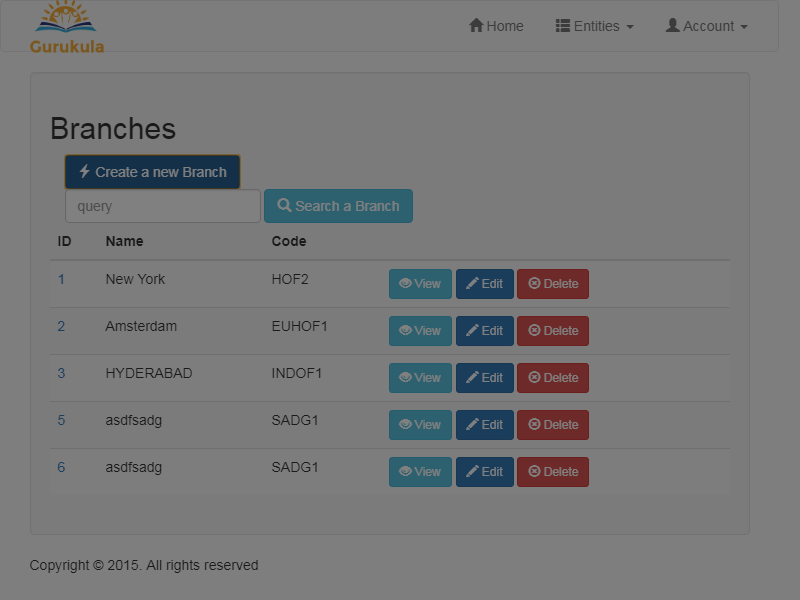 Gurukula
Home Entities Account
Branches
Create a new Branch
query Search a Branch
ID Name Code
1 New York HOF2 View Edit Delete
2 Amsterdam EUHOF1 View Edit Delete
3 HYDERABAD INDOF1 View Edit Delete
5 asdfsadg SADG1 View Edit Delete
6 asdfsadg SADG1 View Edit Delete
Copyright © 2015. All rights reserved